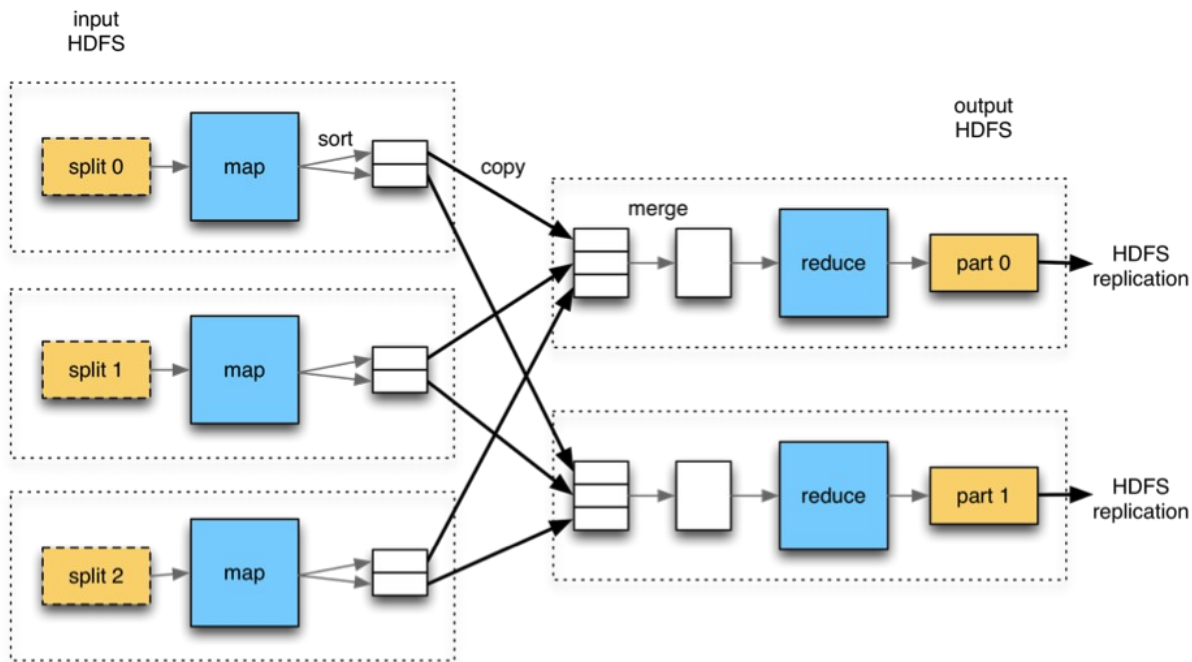 input
HDFS
split 0
map
sort
copy
split 1
map
split 2
map
output
HDFS
merge
reduce
part 0
HDFS
replication
reduce
part 1
HDFS
replication